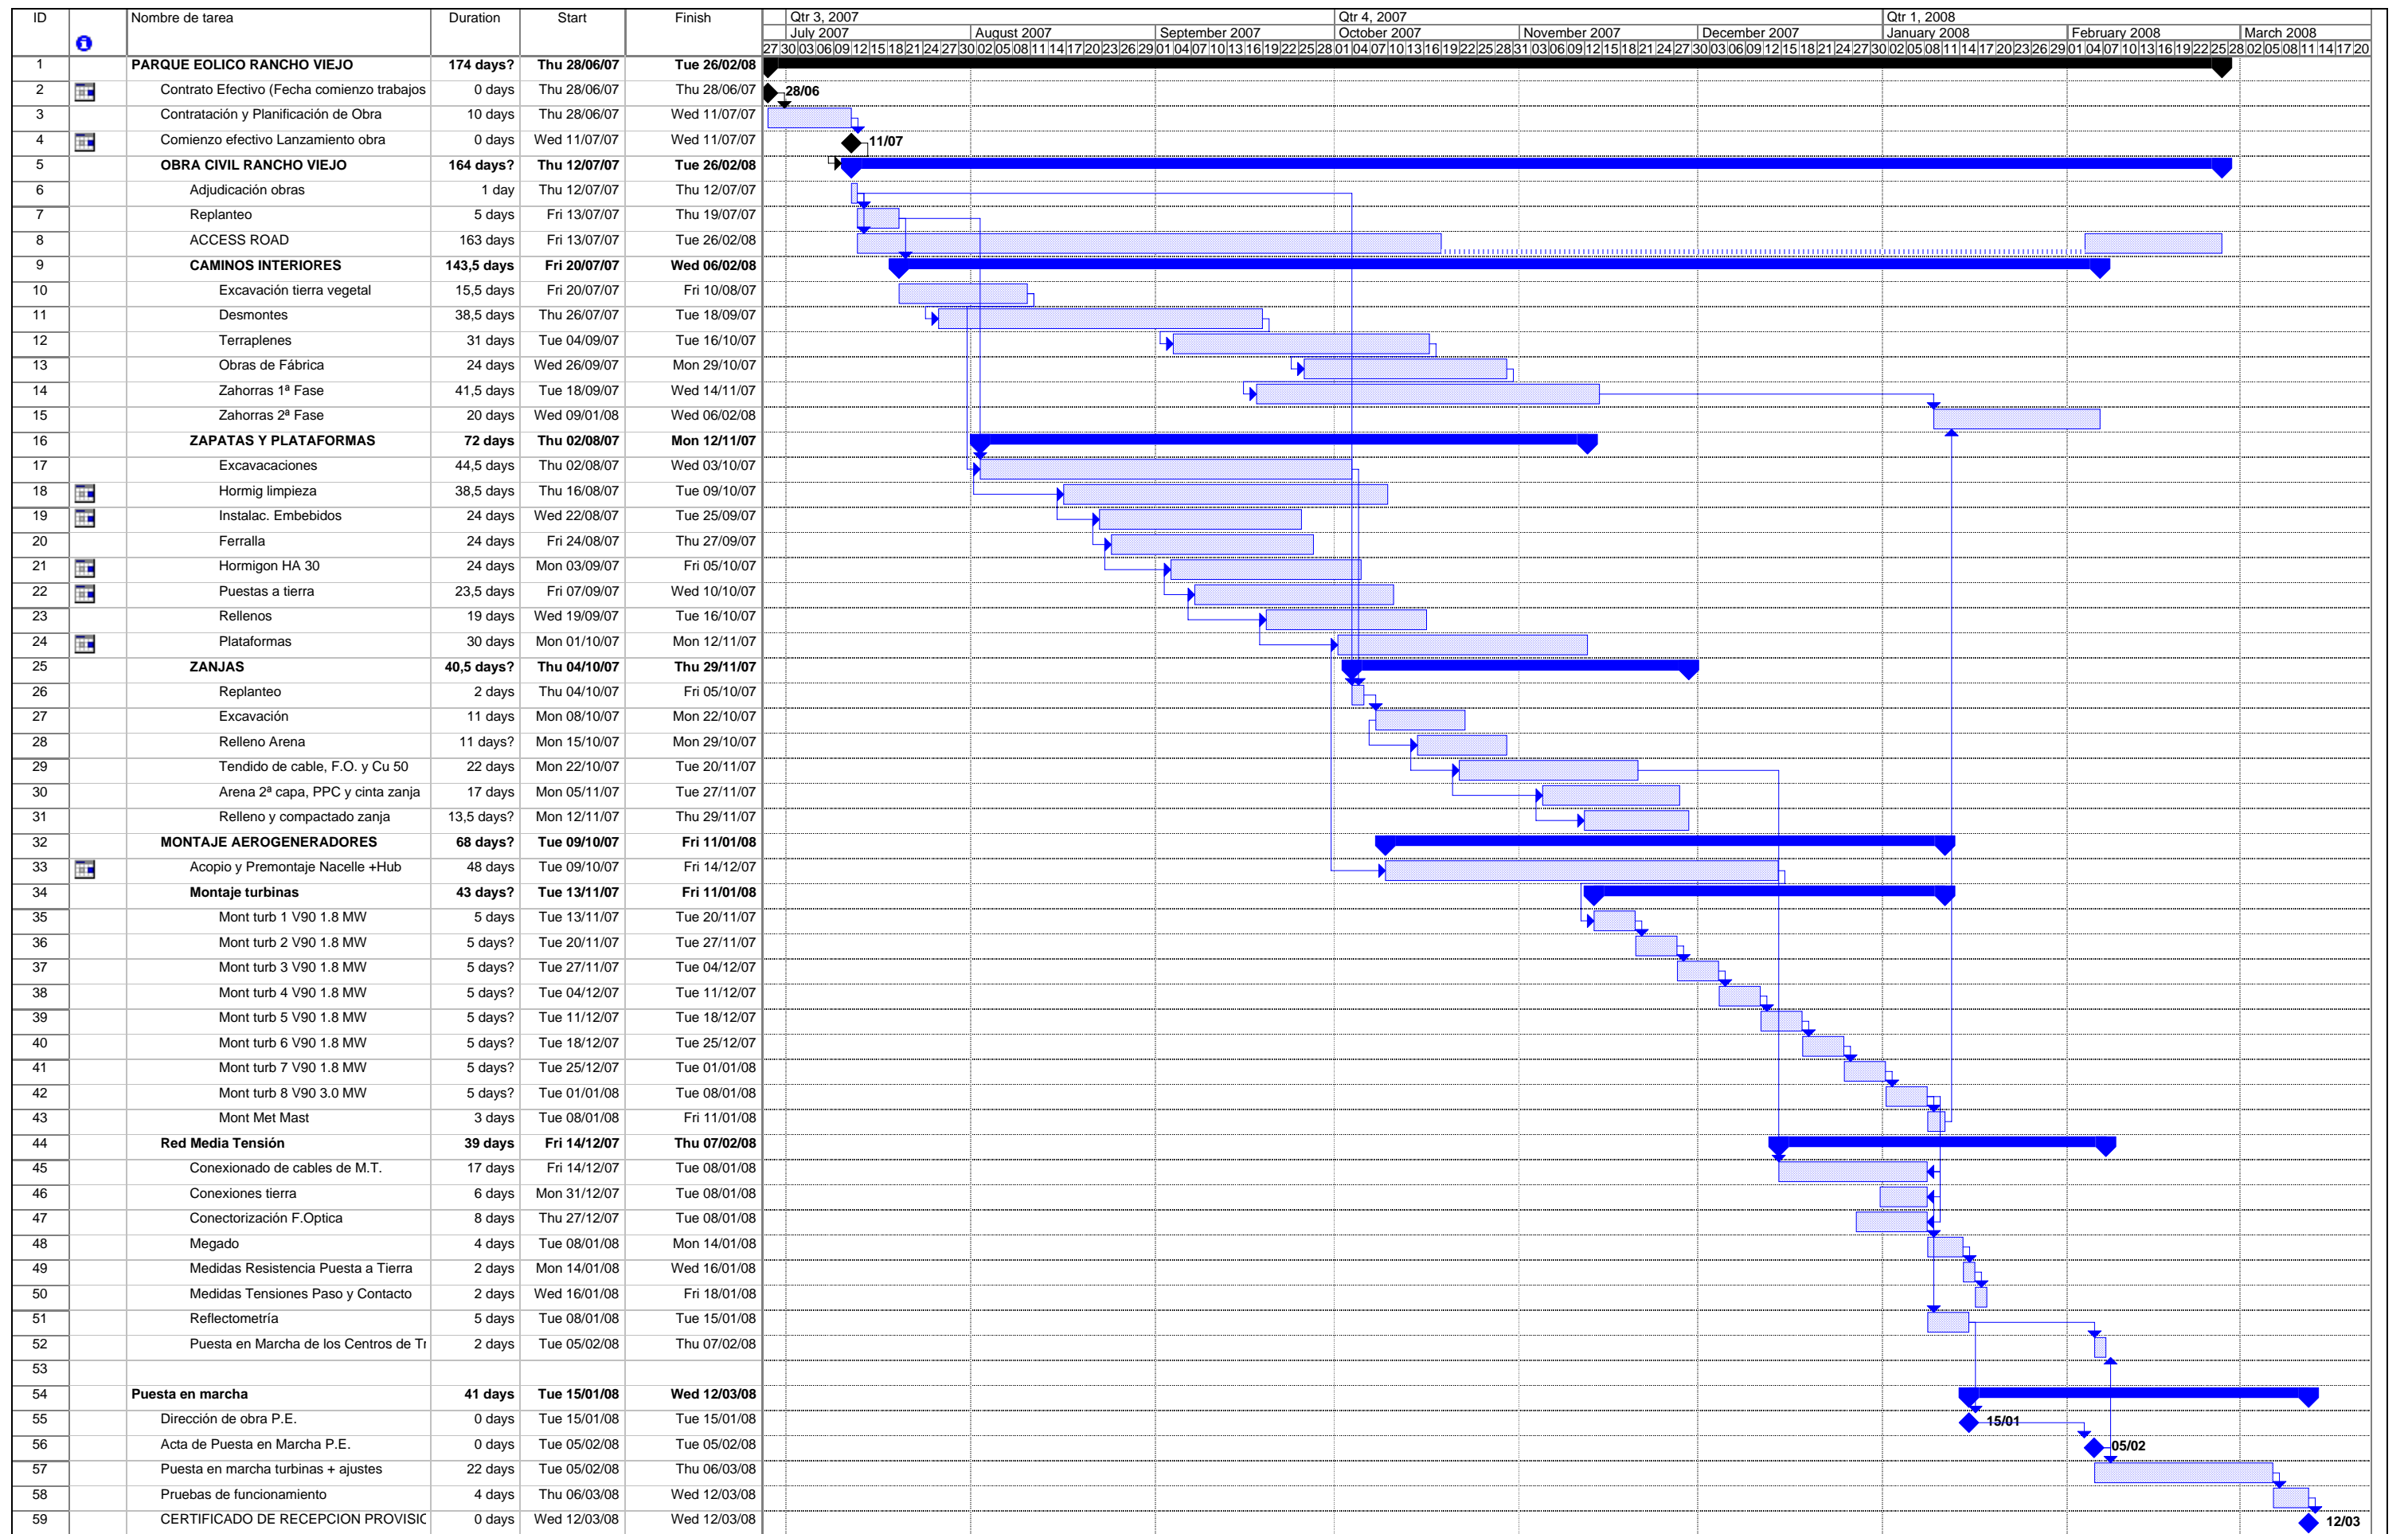 ID Nombre de tarea Duration Start Finish Qtr 3, 2007 Qtr 4, 2007 Qtr 1, 2008
July 2007 August 2007 September 2007 October 2007 November 2007 December 2007 January 2008 February 2008 March 2008
27 30 03 06 09 12 15 18 21 24 27 30 02 05 08 11 14 17 20 23 26 29 01 04 07 10 13 16 19 22 25 28 01 04 07 10 13 16 19 22 25 28 31 03 06 09 12 15 18 21 24 27 30 03 06 09 12 15 18 21 24 27 30 02 05 08 11 14 17 20 23 26 29 01 04 07 10 13 16 19 22 25 28 02 05 08 11 14 17 20
1 PARQUE EOLICO RANCHO VIEJO 174 days? Thu 28/06/07 Tue 26/02/08
2 Contrato Efectivo (Fecha comienzo trabajos 0 days Thu 28/06/07 Thu 28/06/07 28/06
3 Contratación y Planificación de Obra 10 days Thu 28/06/07 Wed 11/07/07
4 Comienzo efectivo Lanzamiento obra 0 days Wed 11/07/07 Wed 11/07/07 11/07
5 OBRA CIVIL RANCHO VIEJO 164 days? Thu 12/07/07 Tue 26/02/08
6 Adjudicación obras 1 day Thu 12/07/07 Thu 12/07/07
7 Replanteo 5 days Fri 13/07/07 Thu 19/07/07
8 ACCESS ROAD 163 days Fri 13/07/07 Tue 26/02/08
9 CAMINOS INTERIORES 143,5 days Fri 20/07/07 Wed 06/02/08
10 Excavación tierra vegetal 15,5 days Fri 20/07/07 Fri 10/08/07
11 Desmontes 38,5 days Thu 26/07/07 Tue 18/09/07
12 Terraplenes 31 days Tue 04/09/07 Tue 16/10/07
13 Obras de Fábrica 24 days Wed 26/09/07 Mon 29/10/07
14 Zahorras 1ª Fase 41,5 days Tue 18/09/07 Wed 14/11/07
15 Zahorras 2ª Fase 20 days Wed 09/01/08 Wed 06/02/08
16 ZAPATAS Y PLATAFORMAS 72 days Thu 02/08/07 Mon 12/11/07
17 Excavacaciones 44,5 days Thu 02/08/07 Wed 03/10/07
18 Hormig limpieza 38,5 days Thu 16/08/07 Tue 09/10/07
19 Instalac. Embebidos 24 days Wed 22/08/07 Tue 25/09/07
20 Ferralla 24 days Fri 24/08/07 Thu 27/09/07
21 Hormigon HA 30 24 days Mon 03/09/07 Fri 05/10/07
22 Puestas a tierra 23,5 days Fri 07/09/07 Wed 10/10/07
23 Rellenos 19 days Wed 19/09/07 Tue 16/10/07
24 Plataformas 30 days Mon 01/10/07 Mon 12/11/07
25 ZANJAS 40,5 days? Thu 04/10/07 Thu 29/11/07
26 Replanteo 2 days Thu 04/10/07 Fri 05/10/07
27 Excavación 11 days Mon 08/10/07 Mon 22/10/07
28 Relleno Arena 11 days? Mon 15/10/07 Mon 29/10/07
29 Tendido de cable, F.O. y Cu 50 22 days Mon 22/10/07 Tue 20/11/07
30 Arena 2ª capa, PPC y cinta zanja 17 days Mon 05/11/07 Tue 27/11/07
31 Relleno y compactado zanja 13,5 days? Mon 12/11/07 Thu 29/11/07
32 MONTAJE AEROGENERADORES 68 days? Tue 09/10/07 Fri 11/01/08
33 Acopio y Premontaje Nacelle +Hub 48 days Tue 09/10/07 Fri 14/12/07
34 Montaje turbinas 43 days? Tue 13/11/07 Fri 11/01/08
35 Mont turb 1 V90 1.8 MW 5 days Tue 13/11/07 Tue 20/11/07
36 Mont turb 2 V90 1.8 MW 5 days? Tue 20/11/07 Tue 27/11/07
37 Mont turb 3 V90 1.8 MW 5 days? Tue 27/11/07 Tue 04/12/07
38 Mont turb 4 V90 1.8 MW 5 days? Tue 04/12/07 Tue 11/12/07
39 Mont turb 5 V90 1.8 MW 5 days? Tue 11/12/07 Tue 18/12/07
40 Mont turb 6 V90 1.8 MW 5 days? Tue 18/12/07 Tue 25/12/07
41 Mont turb 7 V90 1.8 MW 5 days? Tue 25/12/07 Tue 01/01/08
42 Mont turb 8 V90 3.0 MW 5 days? Tue 01/01/08 Tue 08/01/08
43 Mont Met Mast 3 days Tue 08/01/08 Fri 11/01/08
44 Red Media Tensión 39 days Fri 14/12/07 Thu 07/02/08
45 Conexionado de cables de M.T. 17 days Fri 14/12/07 Tue 08/01/08
46 Conexiones tierra 6 days Mon 31/12/07 Tue 08/01/08
47 Conectorización F.Optica 8 days Thu 27/12/07 Tue 08/01/08
48 Megado 4 days Tue 08/01/08 Mon 14/01/08
49 Medidas Resistencia Puesta a Tierra 2 days Mon 14/01/08 Wed 16/01/08
50 Medidas Tensiones Paso y Contacto 2 days Wed 16/01/08 Fri 18/01/08
51 Reflectometría 5 days Tue 08/01/08 Tue 15/01/08
52 Puesta en Marcha de los Centros de Tr 2 days Tue 05/02/08 Thu 07/02/08
53
54 Puesta en marcha 41 days Tue 15/01/08 Wed 12/03/08
55 Dirección de obra P.E. 0 days Tue 15/01/08 Tue 15/01/08 15/01
56 Acta de Puesta en Marcha P.E. 0 days Tue 05/02/08 Tue 05/02/08 05/02
57 Puesta en marcha turbinas + ajustes 22 days Tue 05/02/08 Thu 06/03/08
58 Pruebas de funcionamiento 4 days Thu 06/03/08 Wed 12/03/08
59 CERTIFICADO DE RECEPCION PROVISIC 0 days Wed 12/03/08 Wed 12/03/08 12/03